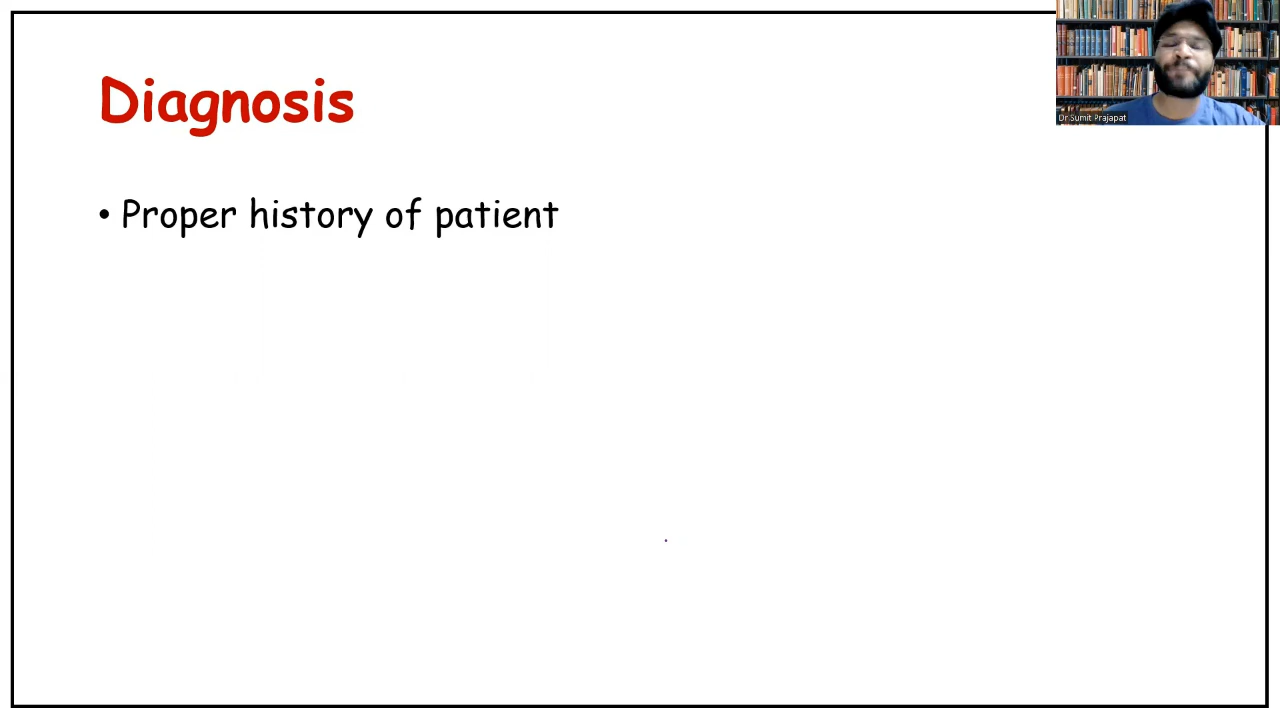 Diagnosis
• Proper history of patient
Dr.Sumit Prajapat